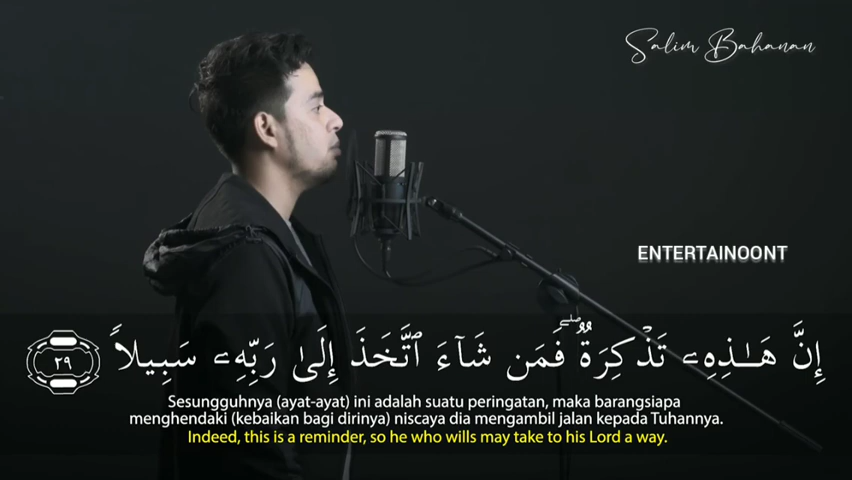 Salim Bahanan
ENTERTAINOONT
إِنَّ هَـٰذِهِۦ تَذْكِرَةٌۭ ۖ فَمَن شَآءَ ٱتَّخَذَ إِلَىٰ رَبِّهِۦ سَبِيلًۭا ٢٩
Sesungguhnya (ayat-ayat) ini adalah suatu peringatan, maka barangsiapa
menghendaki (kebaikan bagi dirinya) niscaya dia mengambil jalan kepada Tuhannya.
Indeed, this is a reminder, so he who wills may take to his Lord a way.